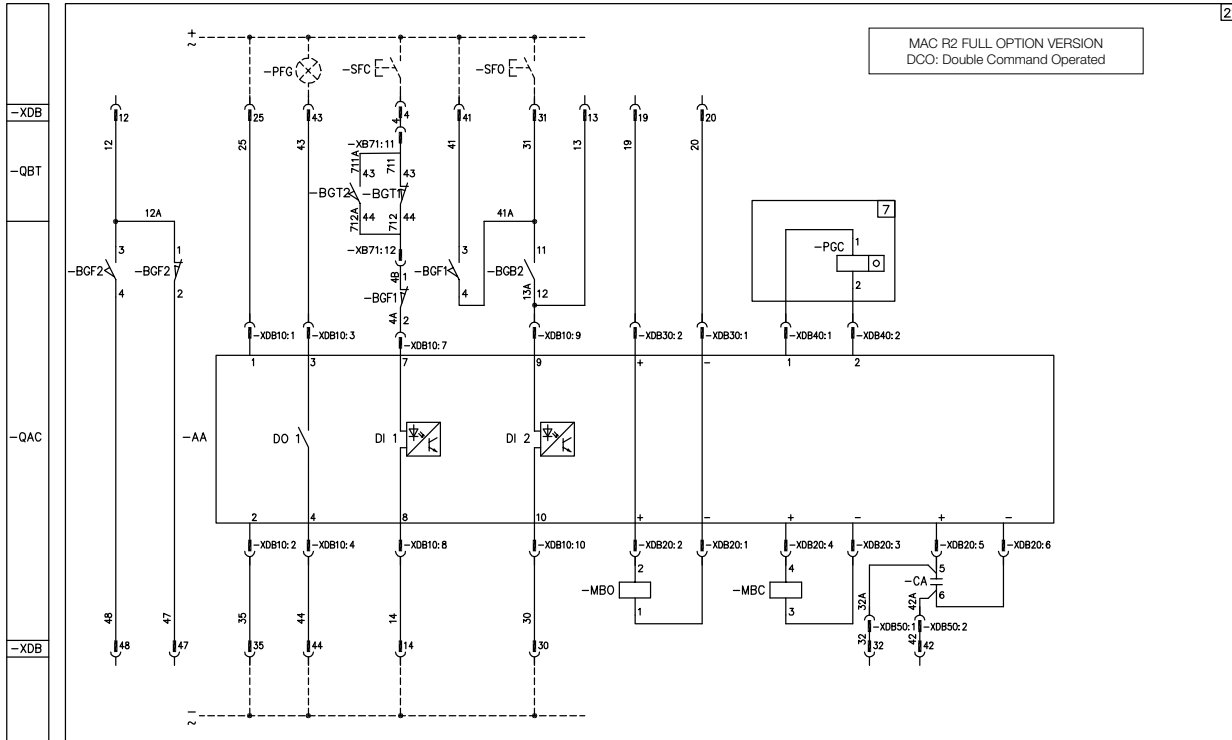 2
MAC R2 FULL OPTION VERSION
DCO: Double Command Operated
+
~
-PFG
-SFC
-SFO
-XDB
12
25
43
4
41
31
13
19
20
12
25
43
4
41
31
13
19
20
-XB71:11
-QBT
711A
711
43
43
-BGT2
-BGT1
712A
44
712
44
12A
41A
7
-XB71:12
1
-PGC
2
3
1
4B
1
3
11
-BGF2
-BGF2
-BGF1
-BGB2
4
2
-BGF1
4
13A
12
4A
2
-XDB10:1
-XDB10:3
-XDB10:7
-XDB10:9
-XDB30:2
-XDB30:1
-XDB40:1
-XDB40:2
1
3
7
9
+
-
1
2
-QAC
-AA
DO 1
DI 1
DI 2
2
4
8
10
+
-
+
-
+
-
-XDB10:2
-XDB10:4
-XDB10:8
-XDB10:10
-XDB20:2
-XDB20:1
-XDB20:4
-XDB20:3
-XDB20:5
-XDB20:6
2
4
5
-MBO
-MBC
-CA
1
3
6
32A
42A
48
47
35
44
14
30
-XDB50:1
-XDB50:2
32
42
-XDB
48
47
35
44
14
30
32
42
-
~